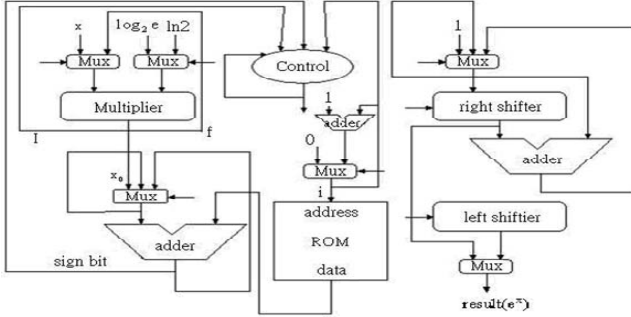 x
log2 e
ln2
1
Mux
Mux
Control
Mux
Multiplier
1
right shifter
adder
I
f
0
adder
x0
Mux
Mux
i
address
left shiftier
adder
ROM
sign bit
data
Mux
result(e^x)